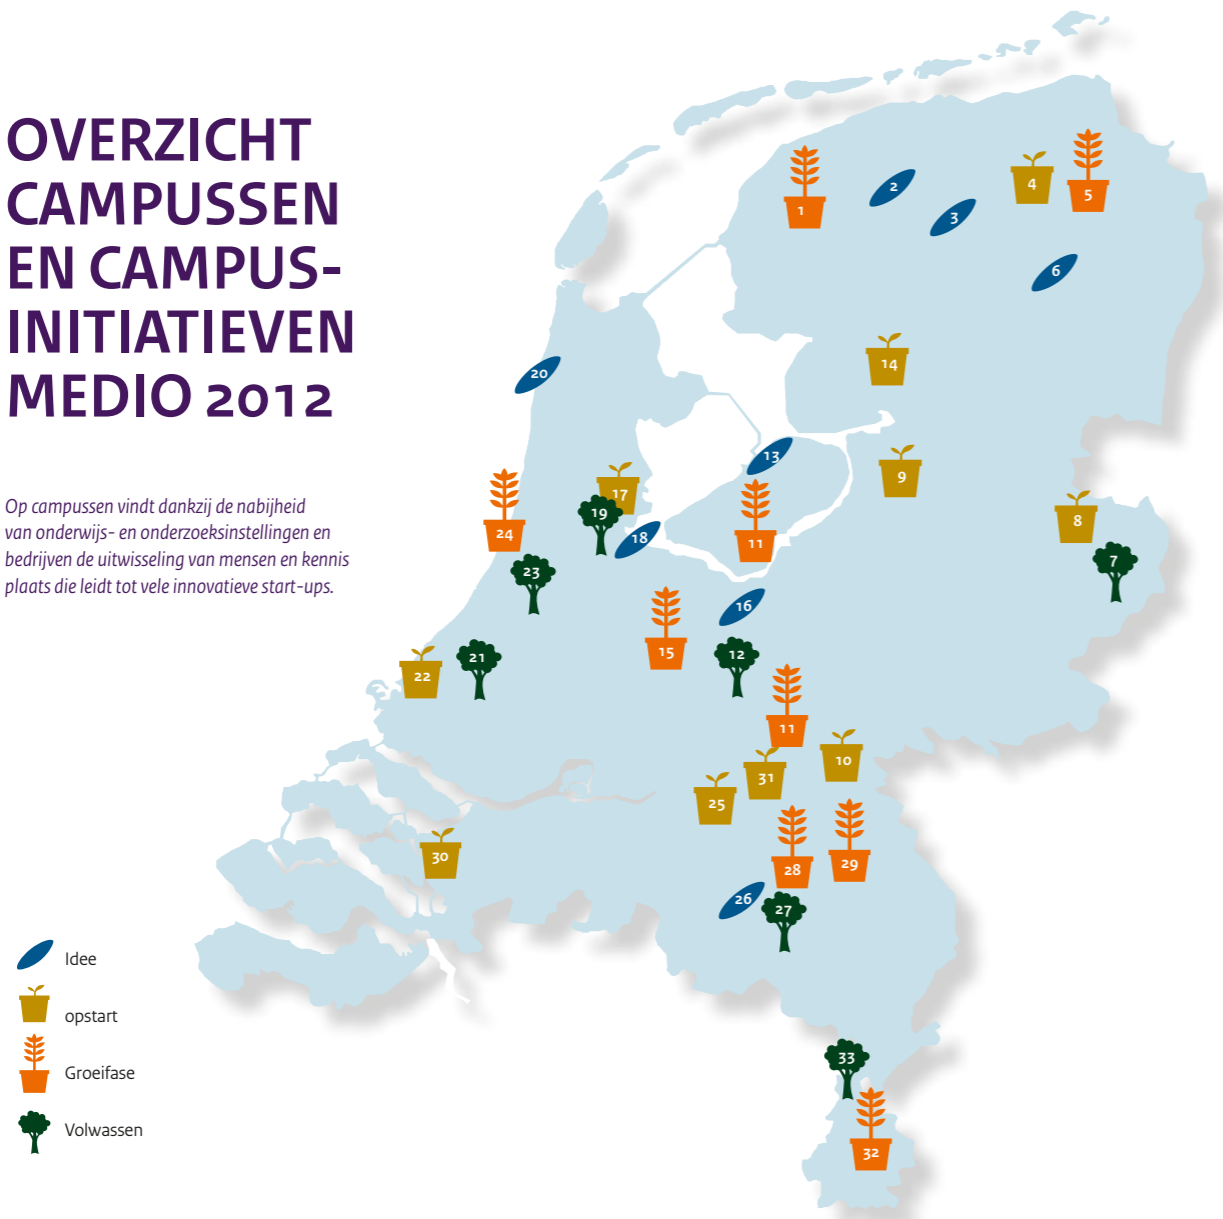 OVERZICHT
CAMPUSSEN
EN CAMPUS-
INITIATIEVEN
MEDIO 2012
Op campussen vindt dankzij de nabijheid
van onderwijs- en onderzoeksinstellingen en
bedrijven de uitwisseling van mensen en kennis
plaats die leidt tot vele innovatieve start-ups.
1
2
3
4
5
6
20
14
13
9
17
19
18
24
11
8
7
23
16
15
12
21
22
11
10
31
25
28
29
30
26
27
33
32
Idee
opstart
Groeifase
Volwassen